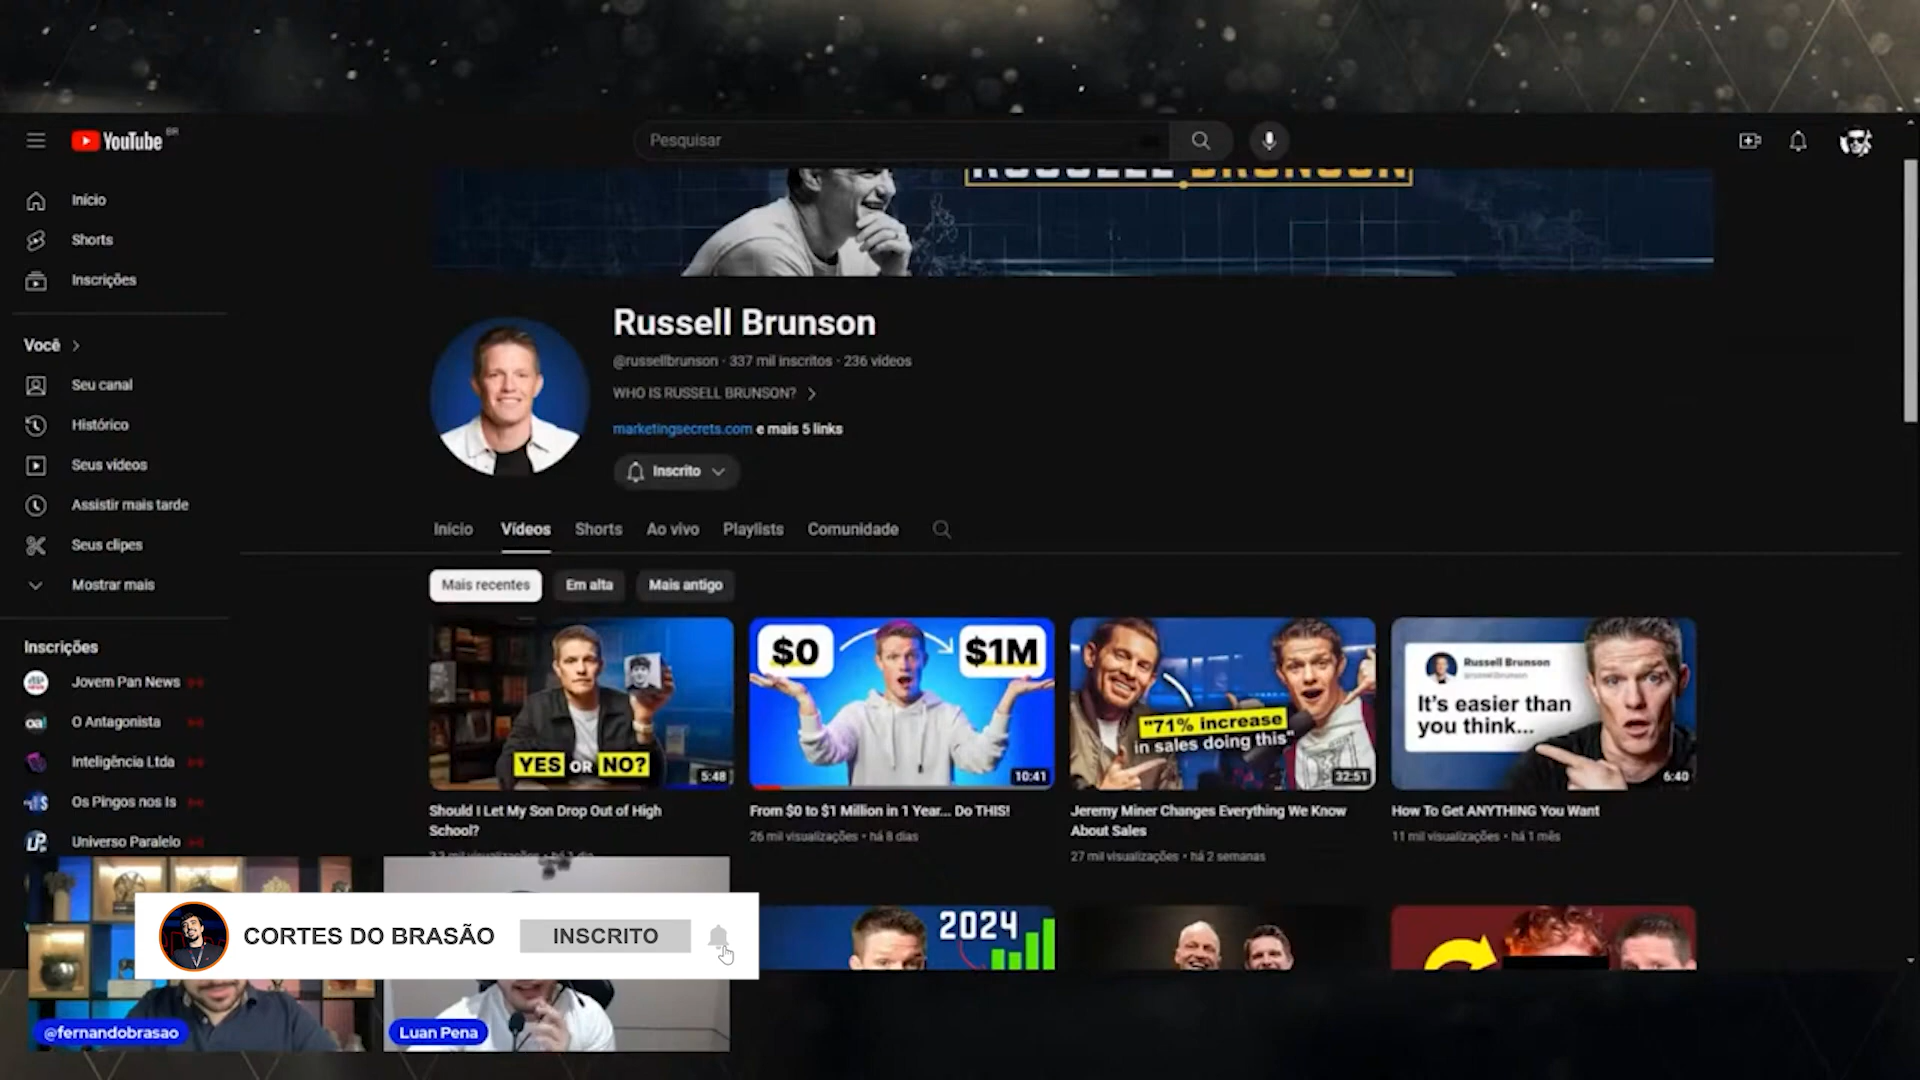 YouTube BR
Pesquisar
RUSSELL BRUNSON
Início
Shorts
Inscrições
Você
Seu canal
Histórico
Seus vídeos
Assistir mais tarde
Seus clipes
Mostrar mais
Inscrições
Jovem Pan News
O Antagonista
Inteligência Ltda
Os Pingos nos Is
Universo Paralelo
Russell Brunson
@russellbrunson · 337 mil inscritos · 236 vídeos
WHO IS RUSSELL BRUNSON?
marketingsecrets.com e mais 5 links
Inscrito
Início Vídeos Shorts Ao vivo Playlists Comunidade
Mais recentes Em alta Mais antigo
YES OR NO?
5:48
Should I Let My Son Drop Out of High
School?
$0 $1M
10:41
From $0 to $1 Million in 1 Year... Do THIS!
26 mil visualizações • há 8 dias
"71% increase
in sales doing this"
32:51
Jeremy Miner Changes Everything We Know
About Sales
27 mil visualizações • há 2 semanas
Russell Brunson
It's easier than
you think...
6:40
How To Get ANYTHING You Want
11 mil visualizações • há 1 mês
2024
CORTES DO BRASÃO INSCRITO
@fernandobrasao
Luan Pena